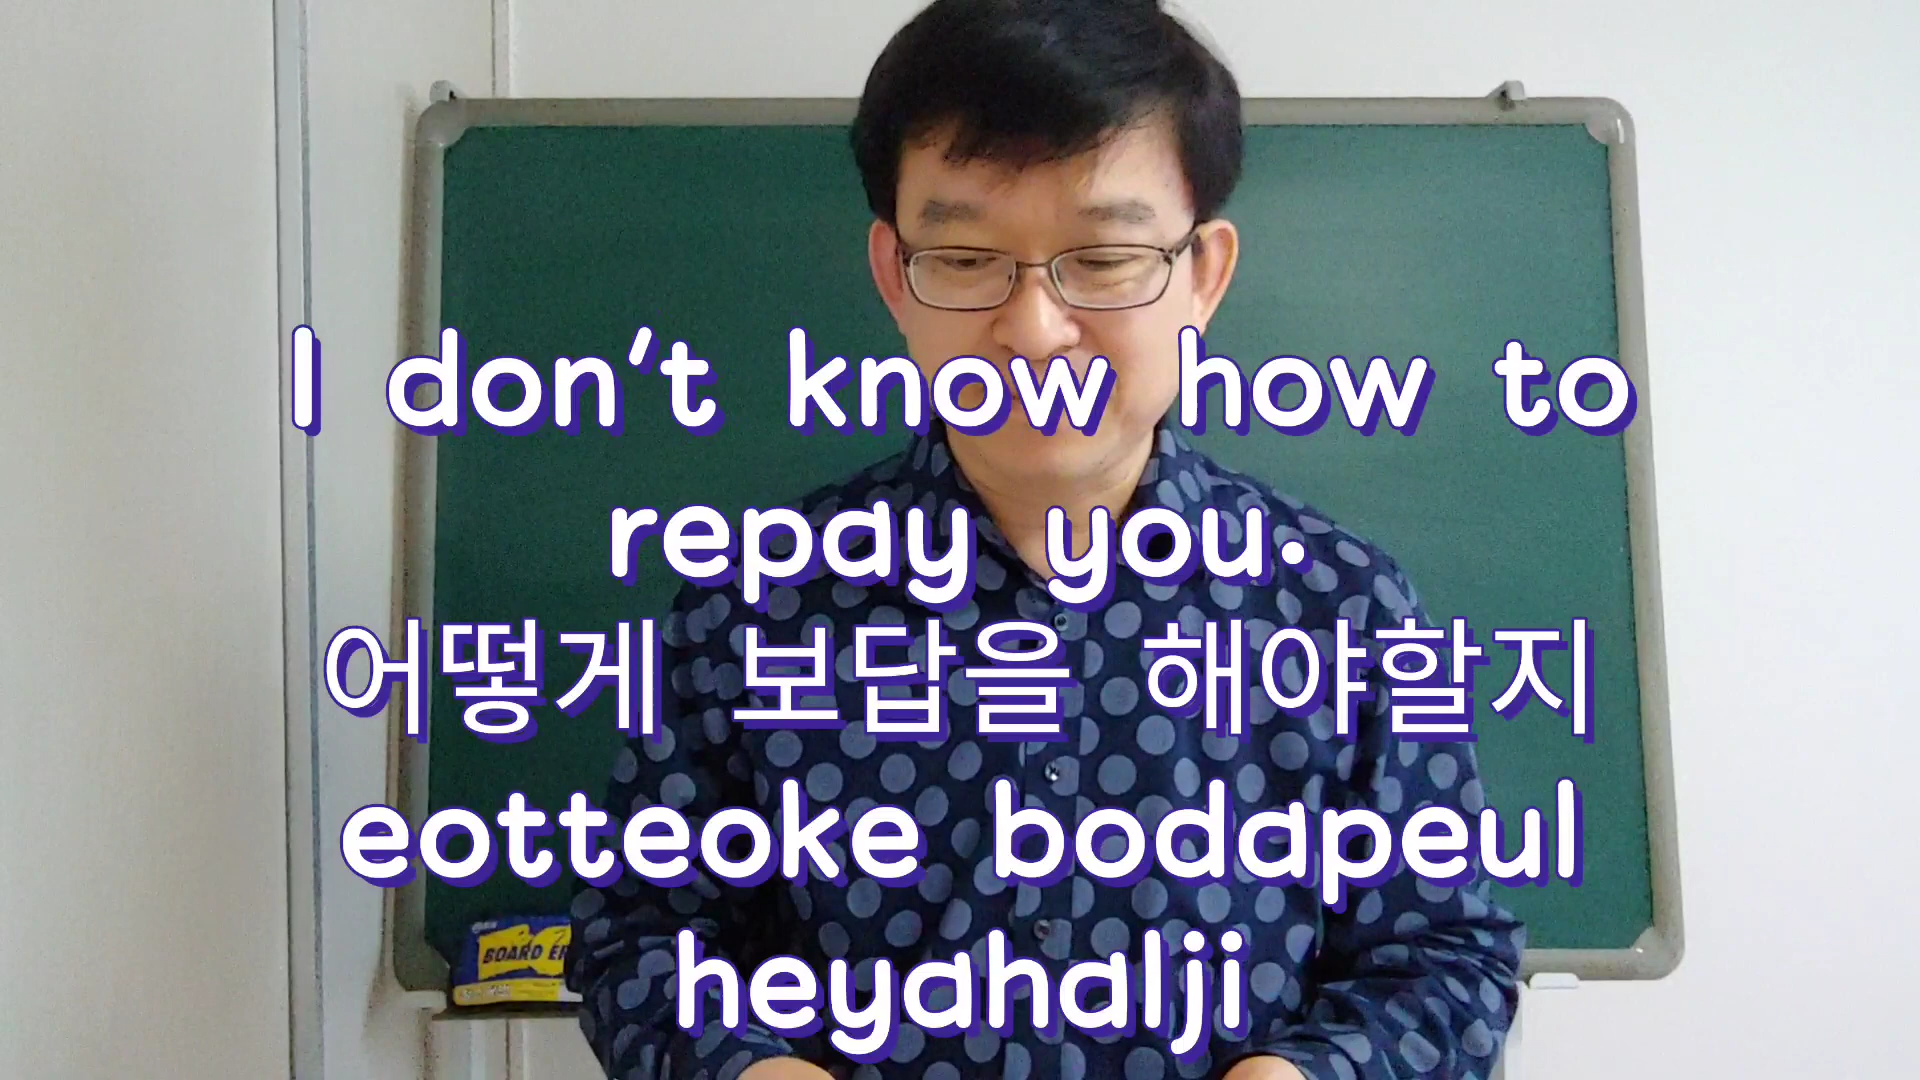 I don't know how to
repay you.
어떻게 보답을 해야할지
eotteoke bodapeul
heyahalji
BOARD